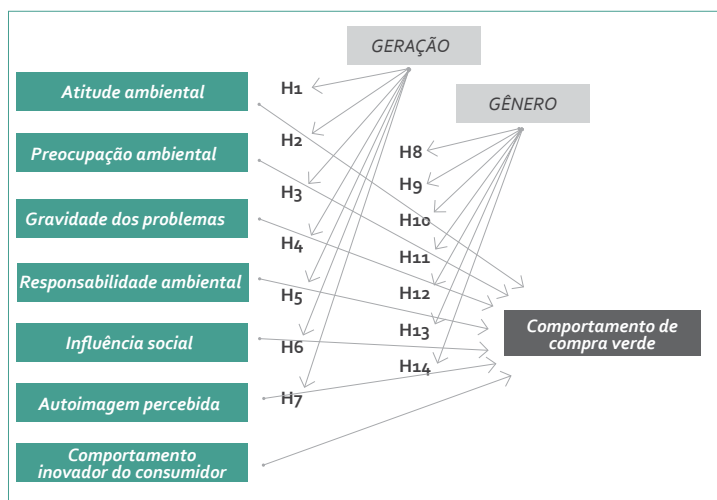 GERAÇÃO
GÊNERO
Atitude ambiental
Preocupação ambiental
Gravidade dos problemas
Responsabilidade ambiental
Influência social
Autoimagem percebida
Comportamento
inovador do consumidor
H1
H2
H3
H4
H5
H6
H7
H8
H9
H10
H11
H12
H13
H14
Comportamento de
compra verde